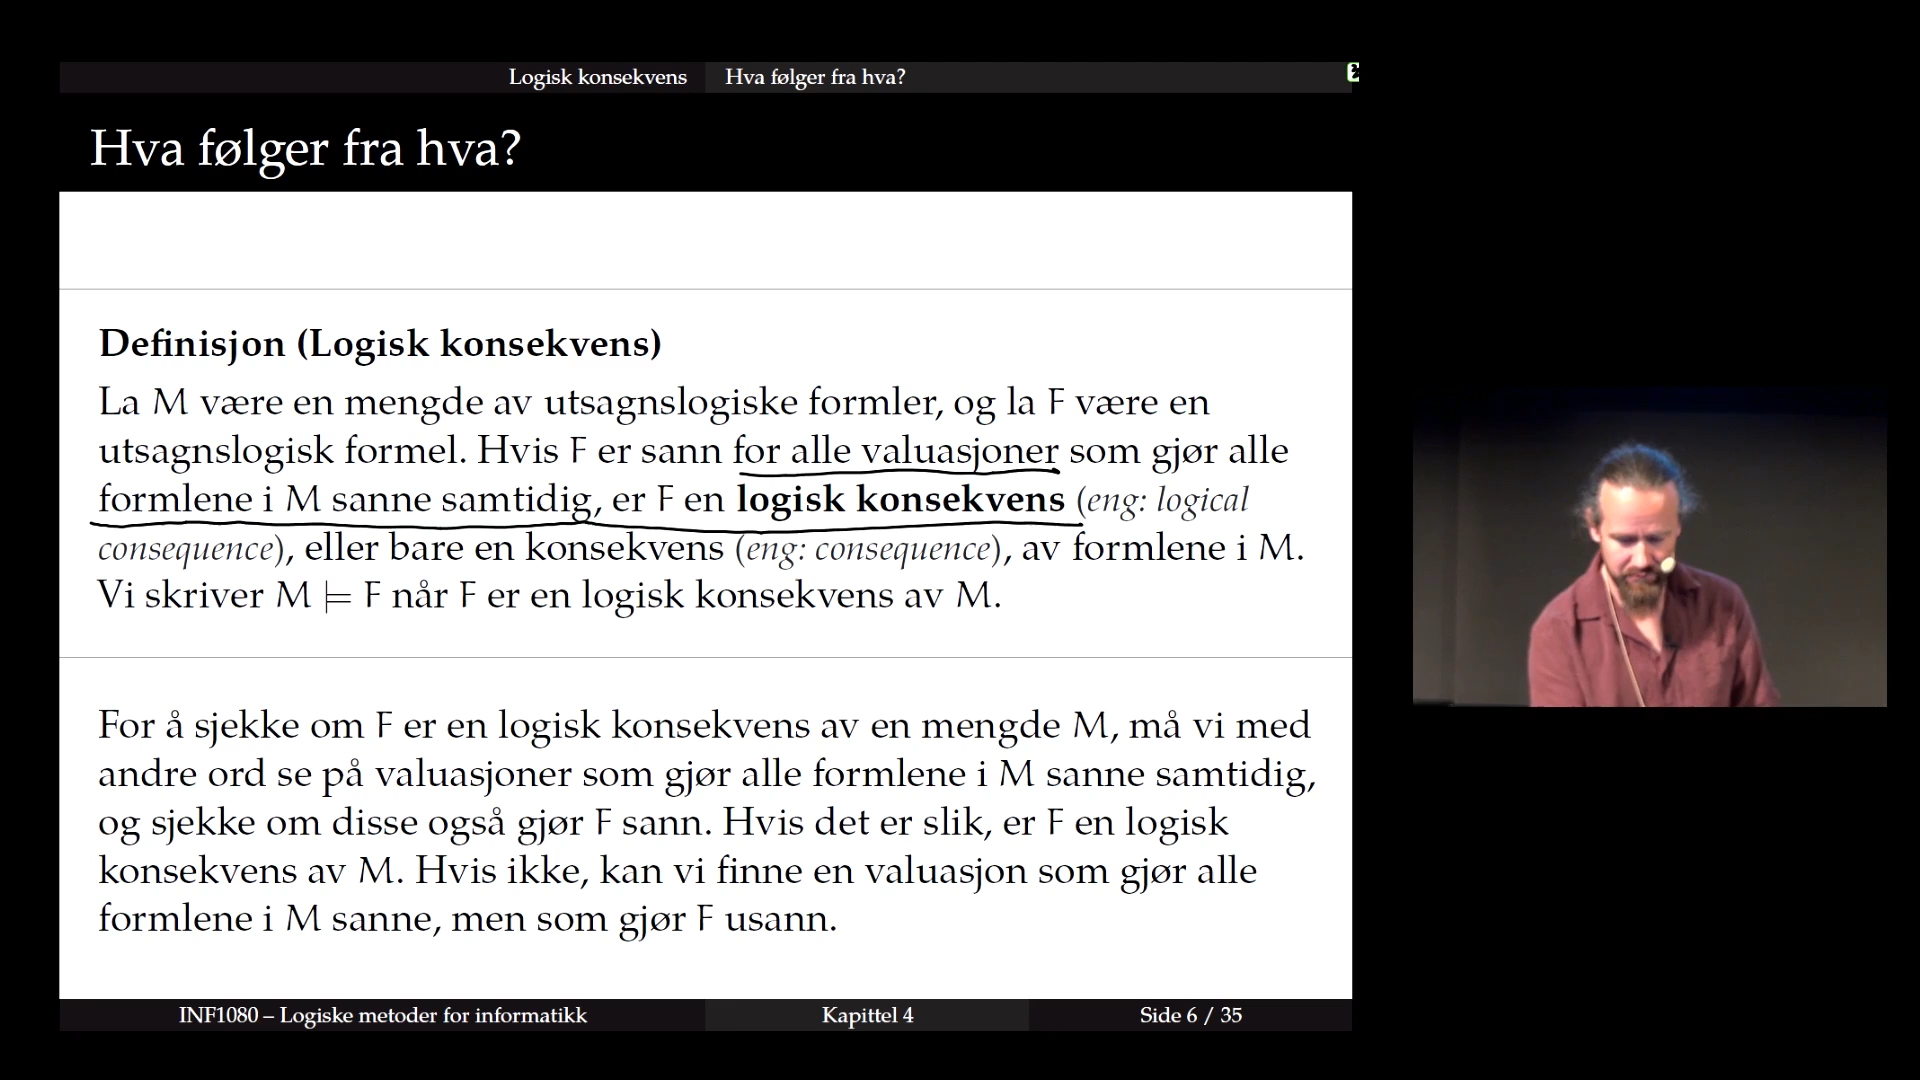 Logisk konsekvens Hva følger fra hva?
Hva følger fra hva?
Definisjon (Logisk konsekvens)
La M være en mengde av utsagnslogiske formler, og la F være en
utsagnslogisk formel. Hvis F er sann for alle valuasjoner som gjør alle
formlene i M sanne samtidig, er F en logisk konsekvens (eng: logical
consequence), eller bare en konsekvens (eng: consequence), av formlene i M.
Vi skriver M ⊨ F når F er en logisk konsekvens av M.
For å sjekke om F er en logisk konsekvens av en mengde M, må vi med
andre ord se på valuasjoner som gjør alle formlene i M sanne samtidig,
og sjekke om disse også gjør F sann. Hvis det er slik, er F en logisk
konsekvens av M. Hvis ikke, kan vi finne en valuasjon som gjør alle
formlene i M sanne, men som gjør F usann.
INF1080 – Logiske metoder for informatikk Kapittel 4 Side 6 / 35